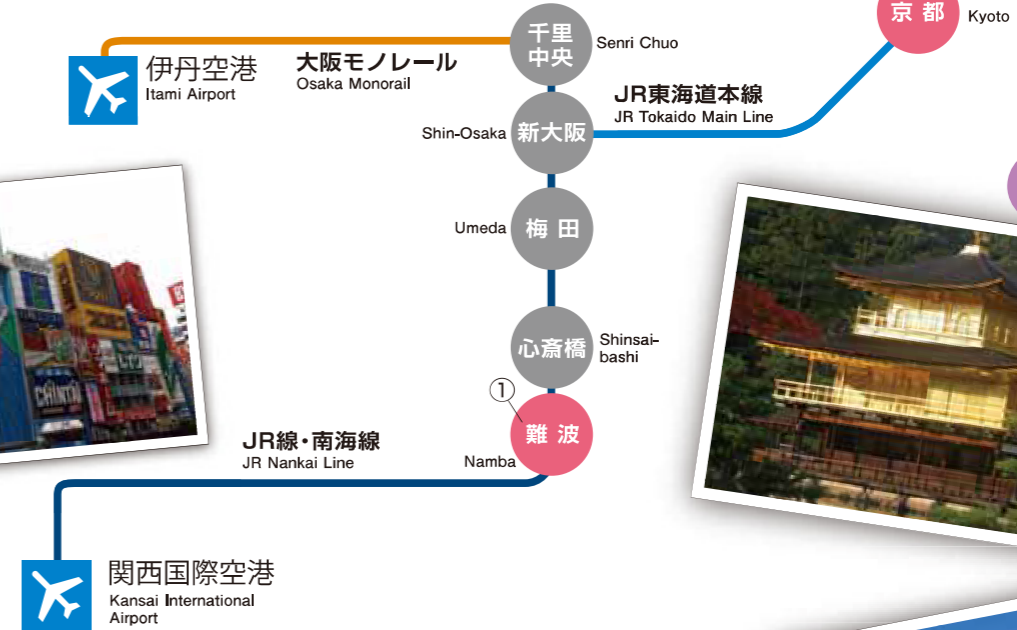 京都
Kyoto
千里
中央
Senri Chuo
伊丹空港
Itami Airport
大阪モノレール
Osaka Monorail
JR東海道本線
JR Tokaido Main Line
Shin-Osaka
新大阪
Umeda
梅田
心斎橋
Shinsai-
bashi
①
難波
Namba
JR線・南海線
JR Nankai Line
関西国際空港
Kansai International
Airport